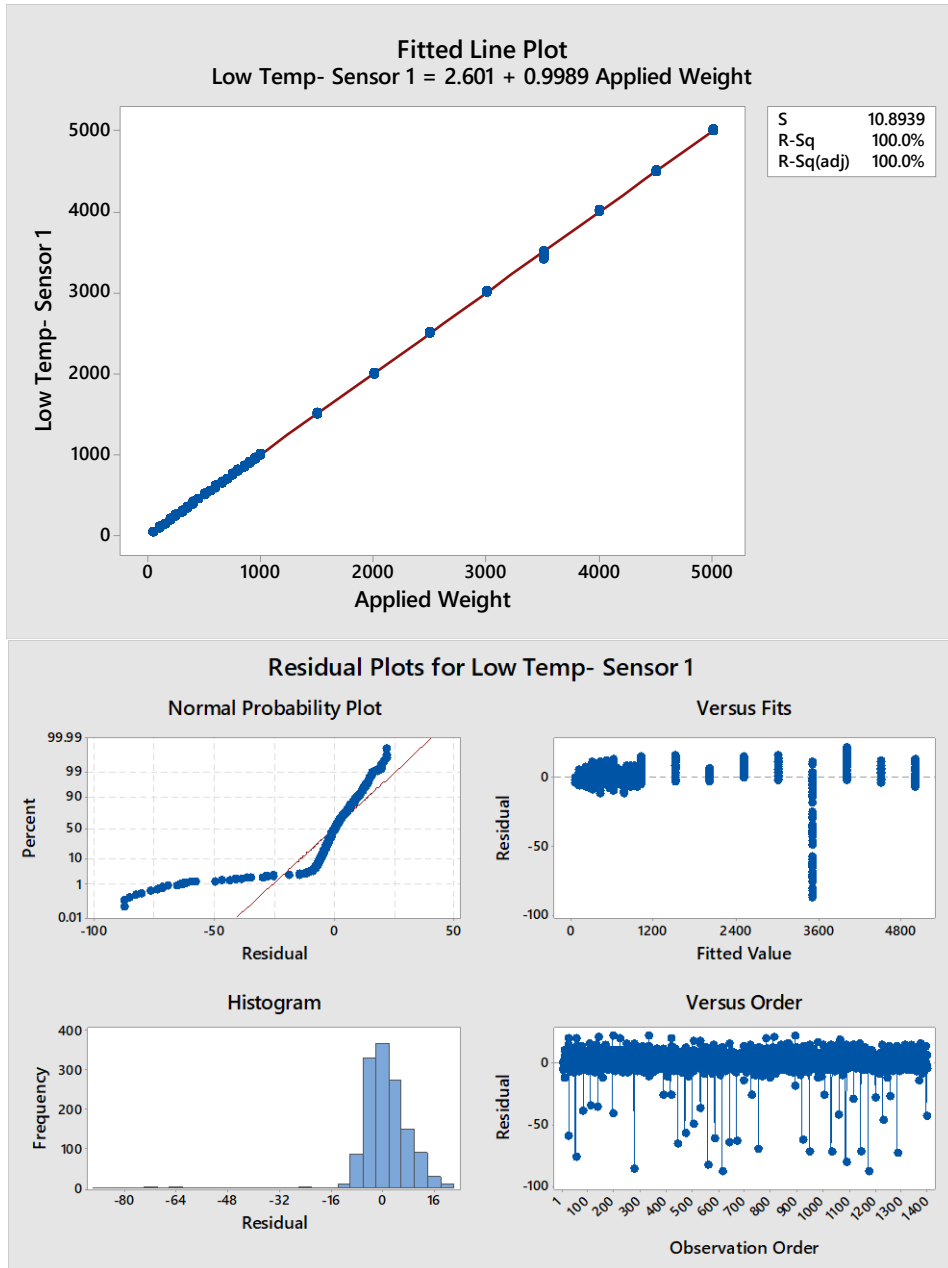 Fitted Line Plot
Low Temp- Sensor 1 = 2.601 + 0.9989 Applied Weight
S 10.8939
R-Sq 100.0%
R-Sq(adj) 100.0%
Low Temp- Sensor 1
5000
4000
3000
2000
1000
0
0 1000 2000 3000 4000 5000
Applied Weight
Residual Plots for Low Temp- Sensor 1
Normal Probability Plot
Percent
99.99
99
90
50
10
1
0.01
-100 -50 0 50
Residual
Versus Fits
Residual
0
-50
-100
0 1200 2400 3600 4800
Fitted Value
Histogram
Frequency
400
300
200
100
0
-80 -64 -48 -32 -16 0 16
Residual
Versus Order
Residual
0
-50
-100
1 100 200 300 400 500 600 700 800 900 1000 1100 1200 1300 1400
Observation Order